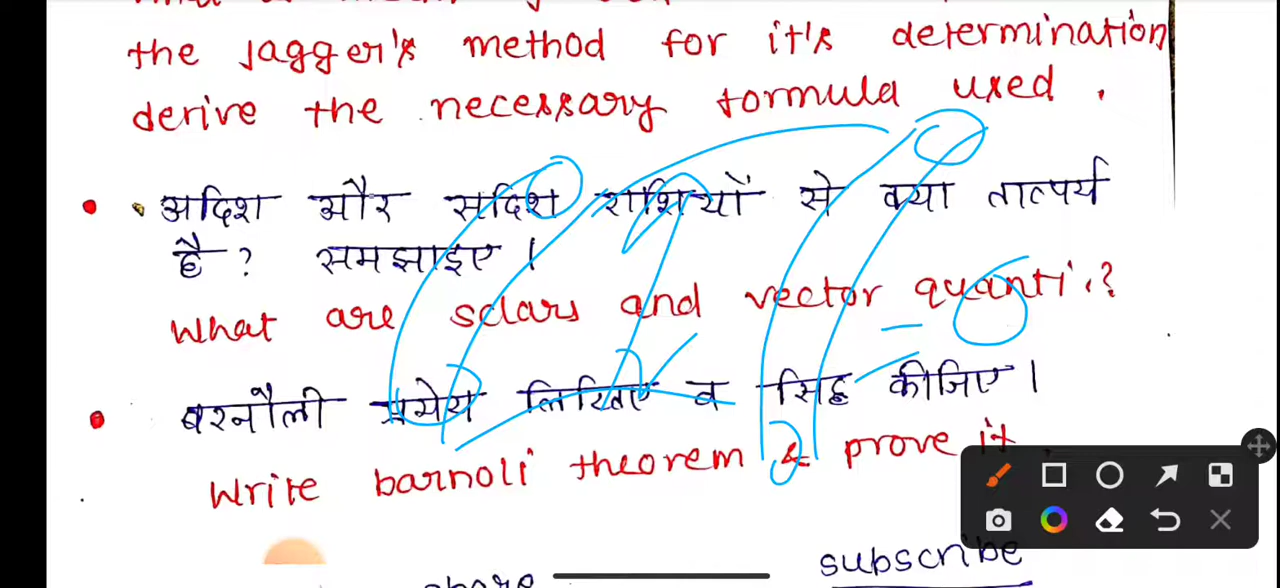 the Jagger's method for it's determination
derive the necessary formula used.
अदिश और सदिश राशियों से क्या तात्पर्य
है? समझाइए।
What are sclars and vector quanti.?
बरनौली प्रमेय लिखिए व सिद्ध कीजिए।
Write barnoli theorem & prove it.
subscribe